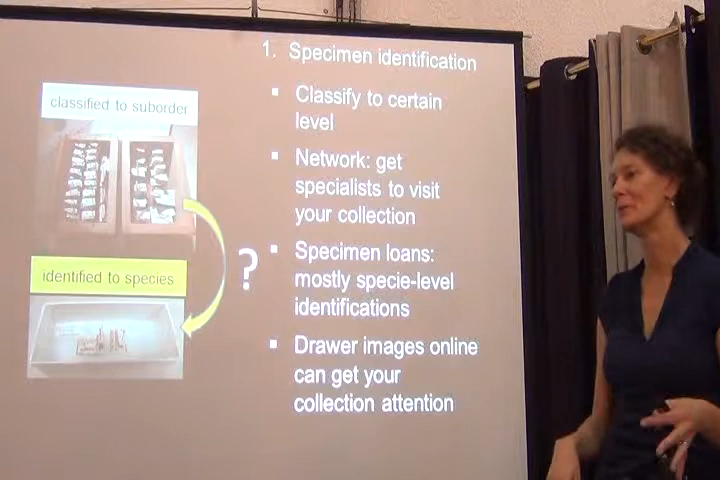 1. Specimen identification
classified to suborder
▪ Classify to certain
level
▪ Network: get
specialists to visit
your collection
?
▪ Specimen loans:
mostly specie-level
identifications
identified to species
▪ Drawer images online
can get your
collection attention